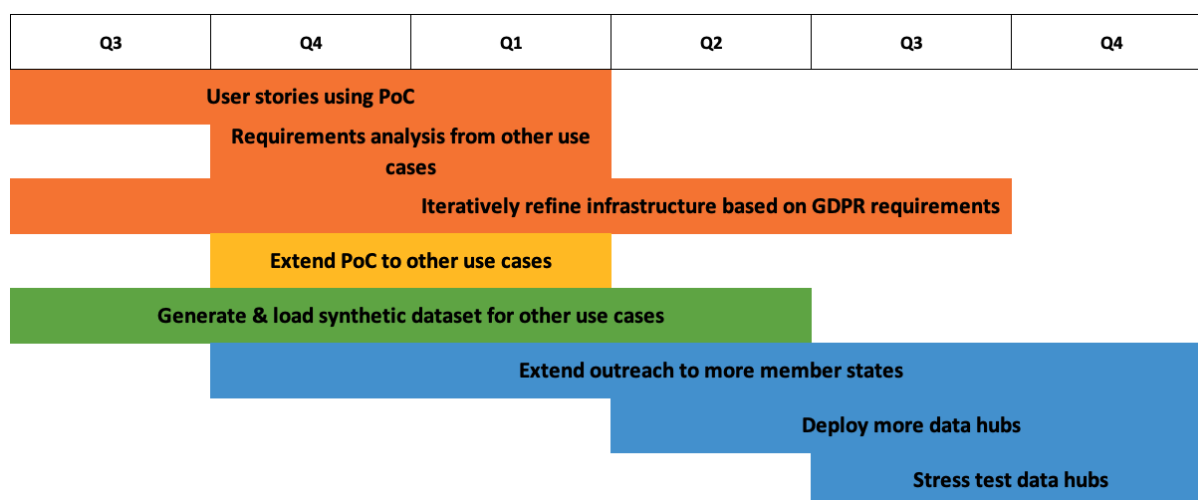 Q3 Q4 Q1 Q2 Q3 Q4
User stories using PoC
Requirements analysis from other use
cases
Iteratively refine infrastructure based on GDPR requirements
Extend PoC to other use cases
Generate & load synthetic dataset for other use cases
Extend outreach to more member states
Deploy more data hubs
Stress test data hubs